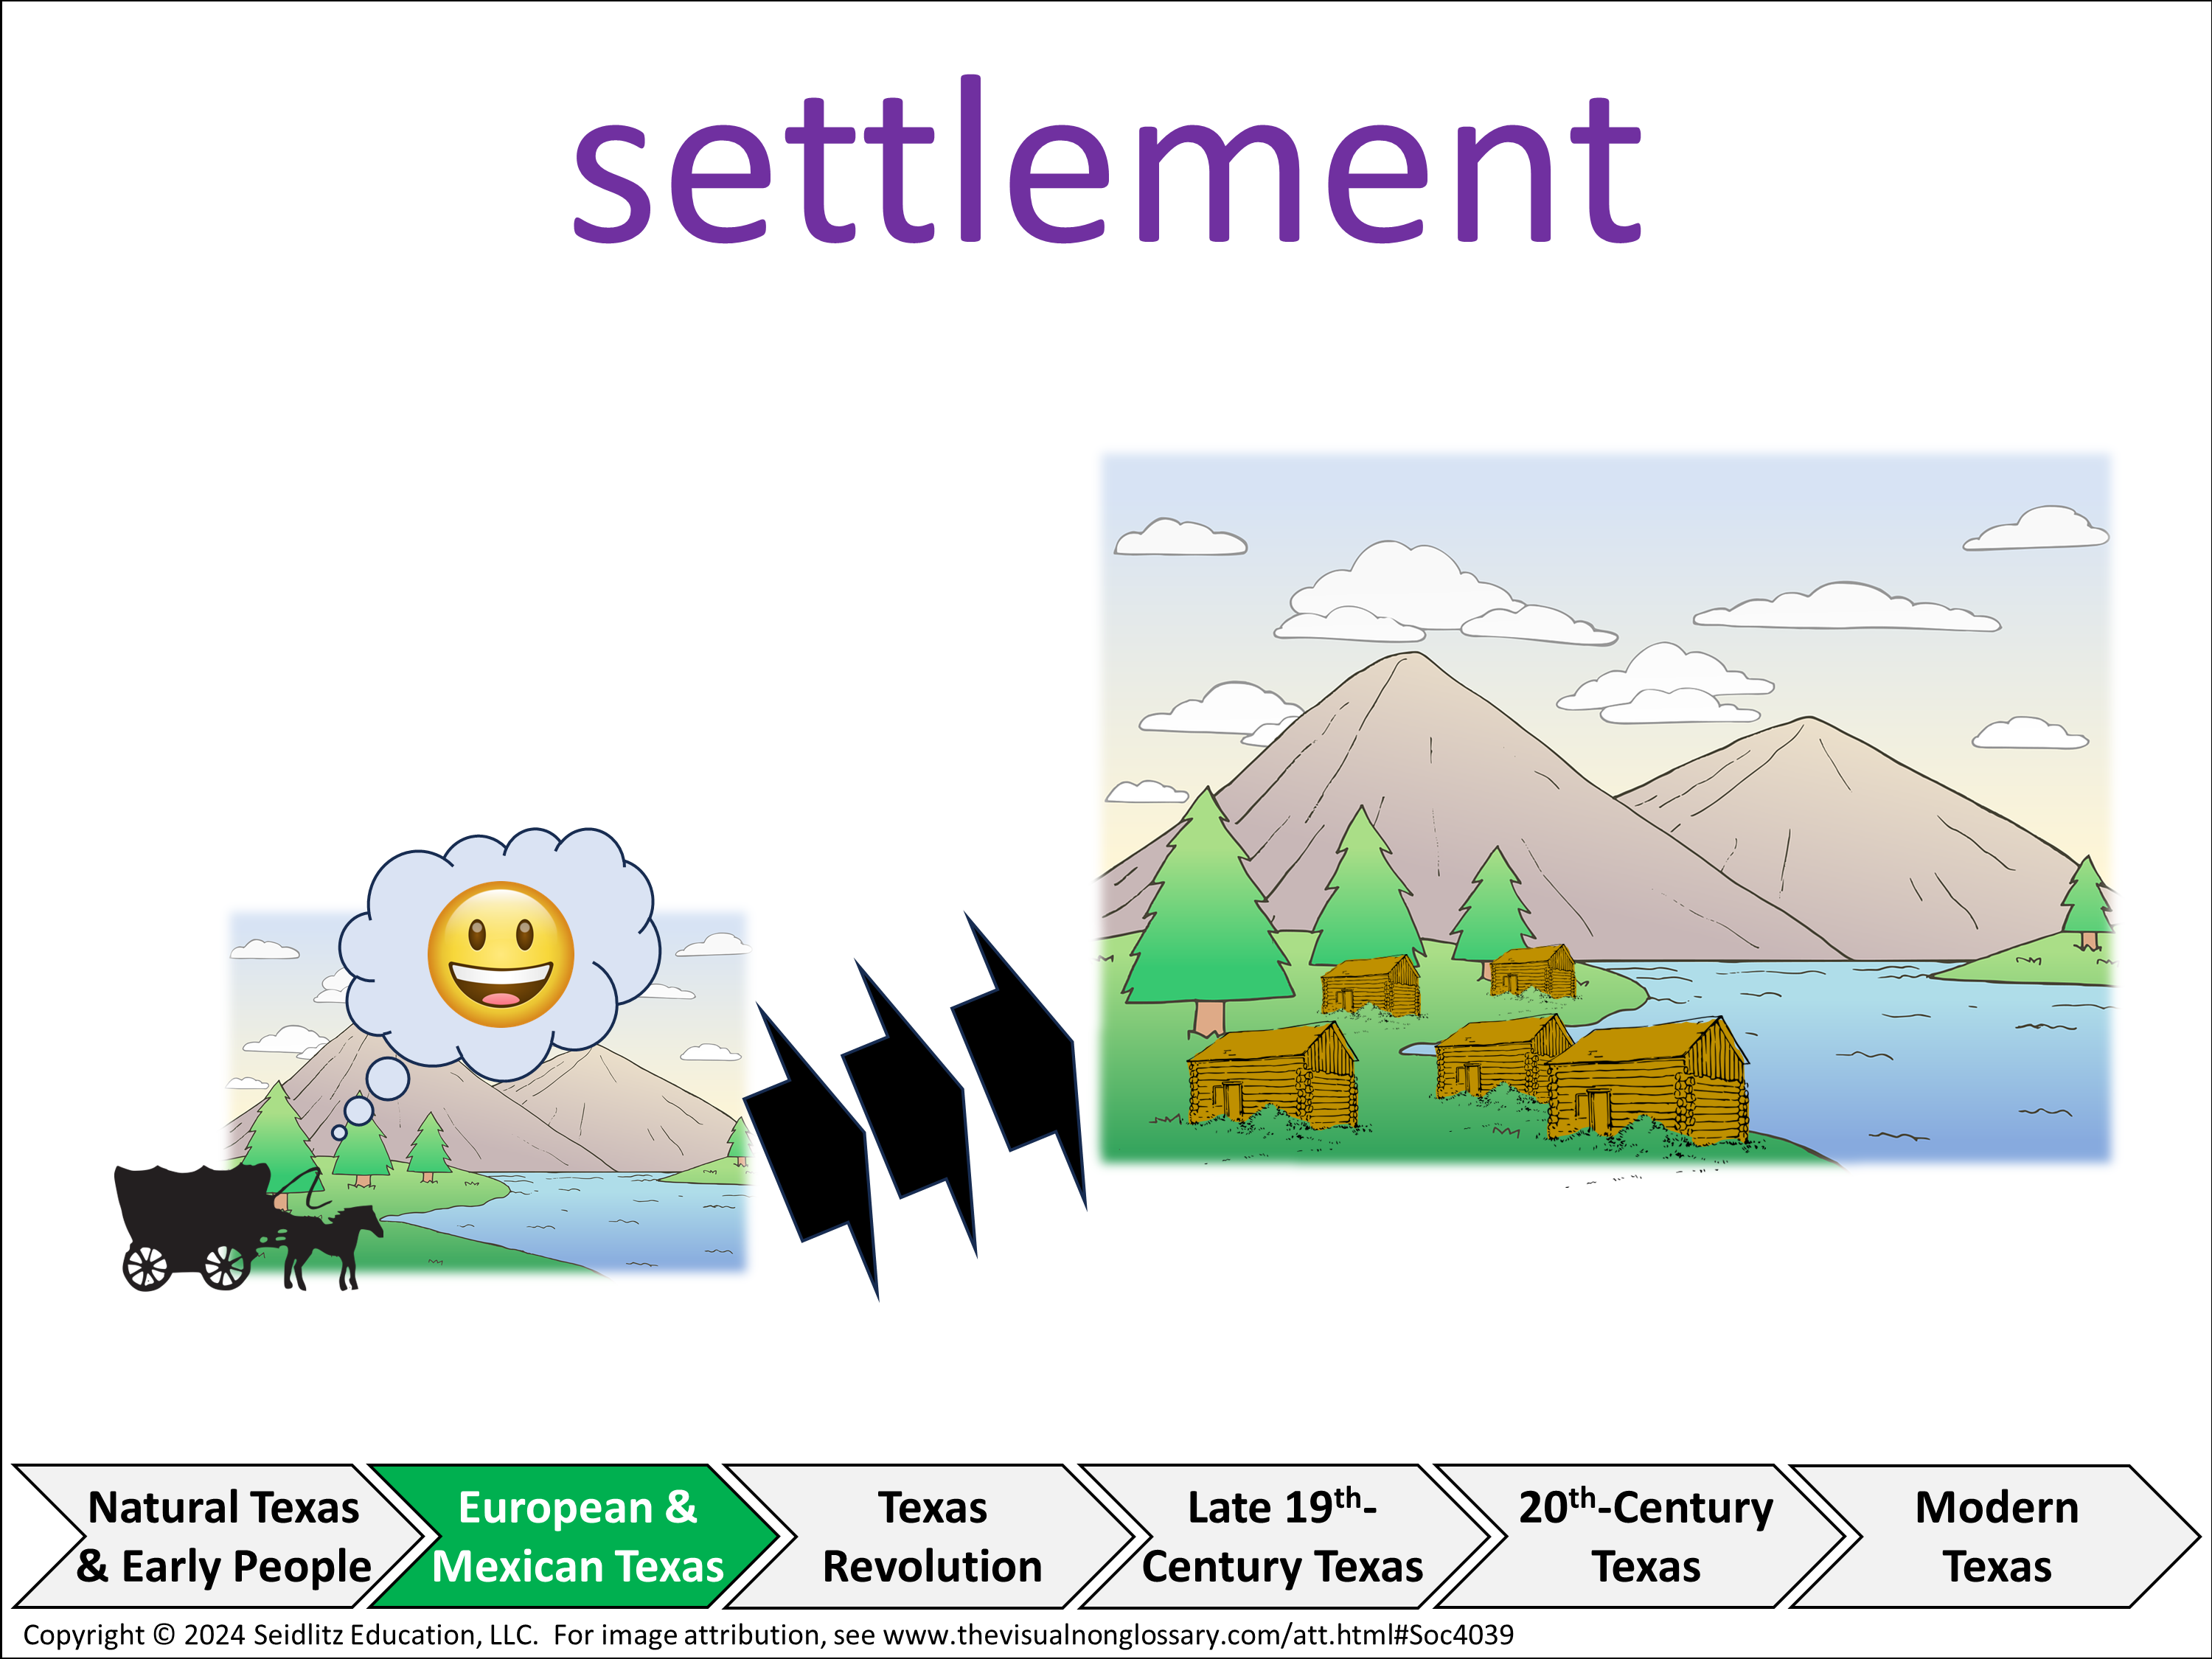 settlement
Natural Texas
& Early People
European &
Mexican Texas
Texas
Revolution
Late 19th-
Century Texas
20th-Century
Texas
Modern
Texas
Copyright © 2024 Seidlitz Education, LLC.  For image attribution, see www.thevisualnonglossary.com/att.html#Soc4039